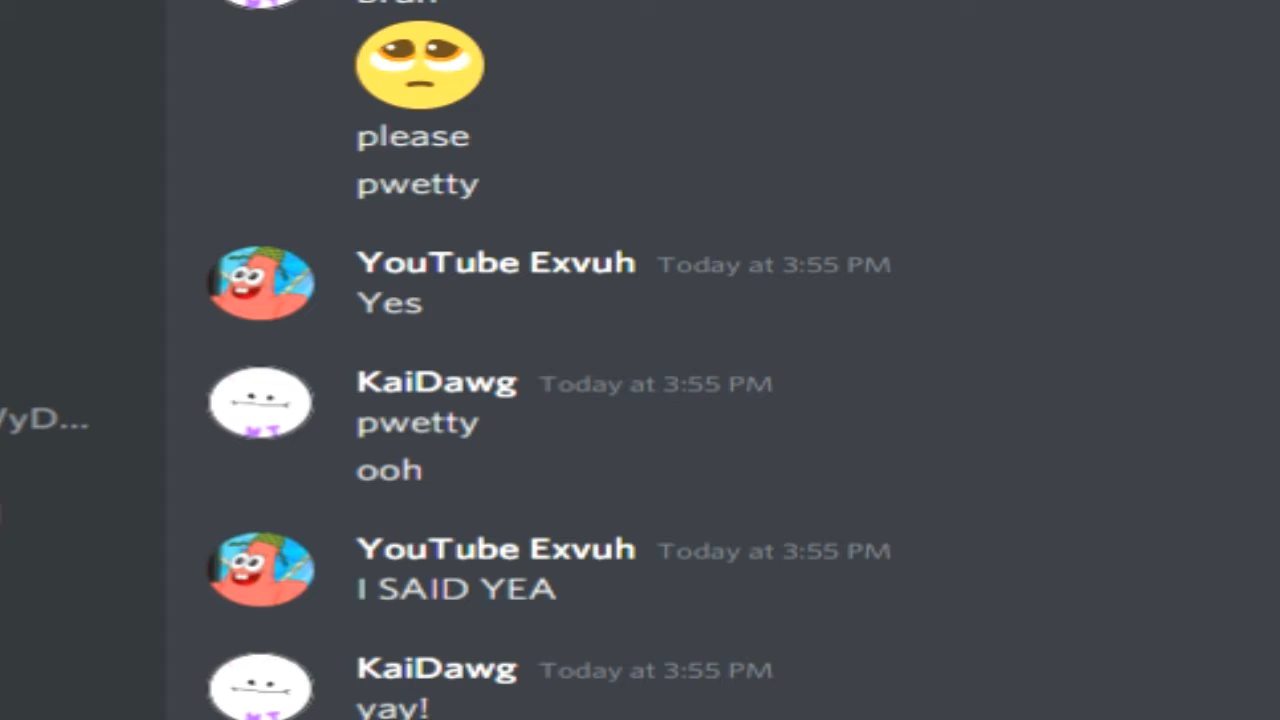 please
pwetty
YouTube Exvuh Today at 3:55 PM
Yes
KaiDawg Today at 3:55 PM
pwetty
/yD...
ooh
YouTube Exvuh Today at 3:55 PM
I SAID YEA
KaiDawg Today at 3:55 PM
yay!